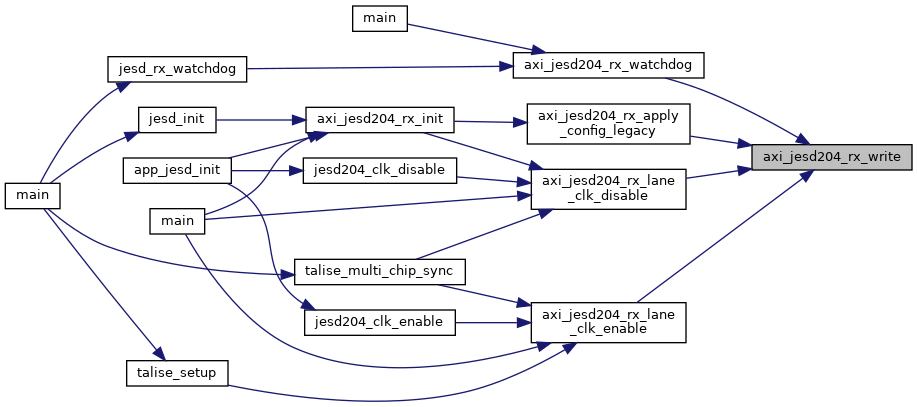 main
jesd_rx_watchdog
axi_jesd204_rx_watchdog
jesd_init
axi_jesd204_rx_init
axi_jesd204_rx_apply
_config_legacy
axi_jesd204_rx_write
app_jesd_init
jesd204_clk_disable
axi_jesd204_rx_lane
_clk_disable
main
main
talise_multi_chip_sync
jesd204_clk_enable
axi_jesd204_rx_lane
_clk_enable
talise_setup